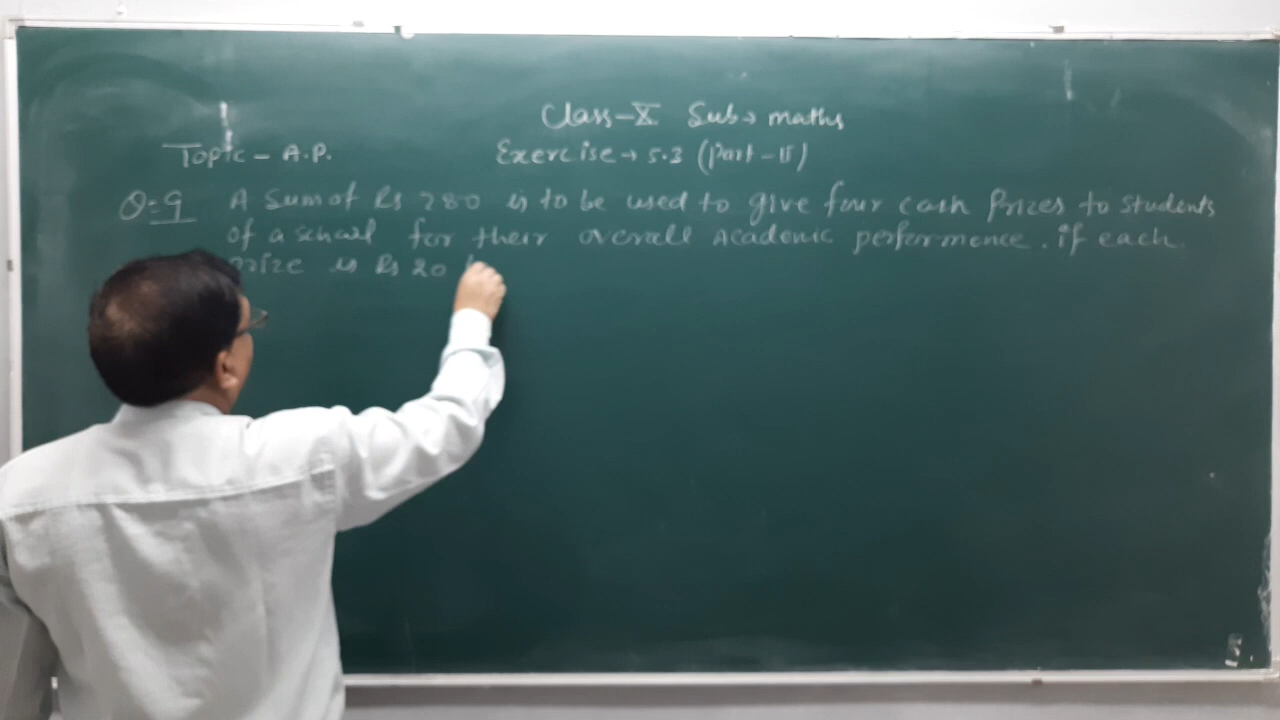 Class-X Sub→ maths
Topic - A.P.
Exercise → 5.3 (Part-II)
Q:9 A Sum of Rs 280 is to be used to give four cash Prizes to students
of a school for their overall Academic performence. if each
prize is Rs 20